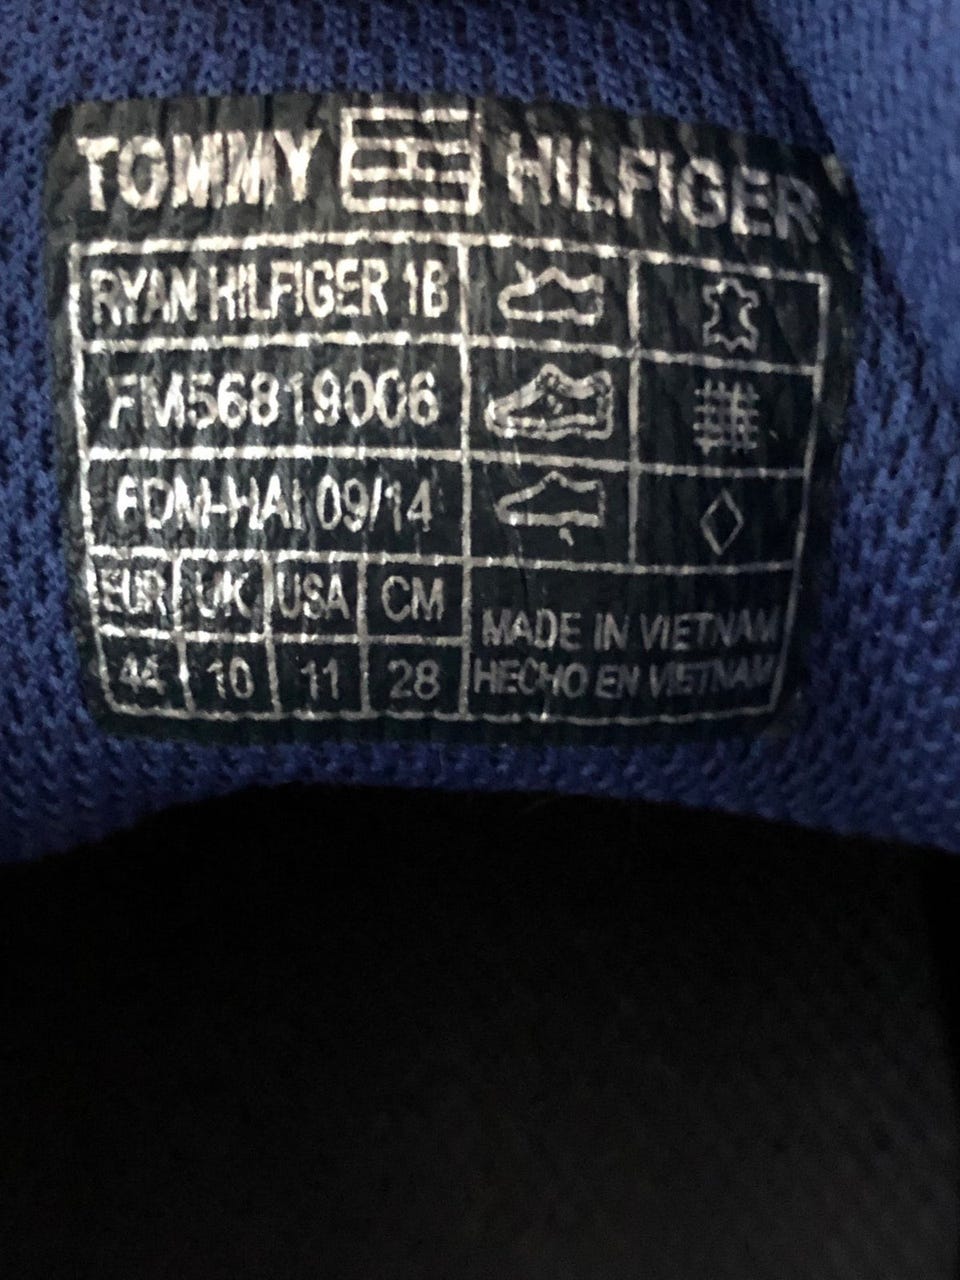 TOMMY HILFIGER
RYAN HILFIGER 1B
FM56819006
FDM-HAI 09/14
EUR UK USA CM
44 10 11 28
MADE IN VIETNAM
HECHO EN VIETNAM